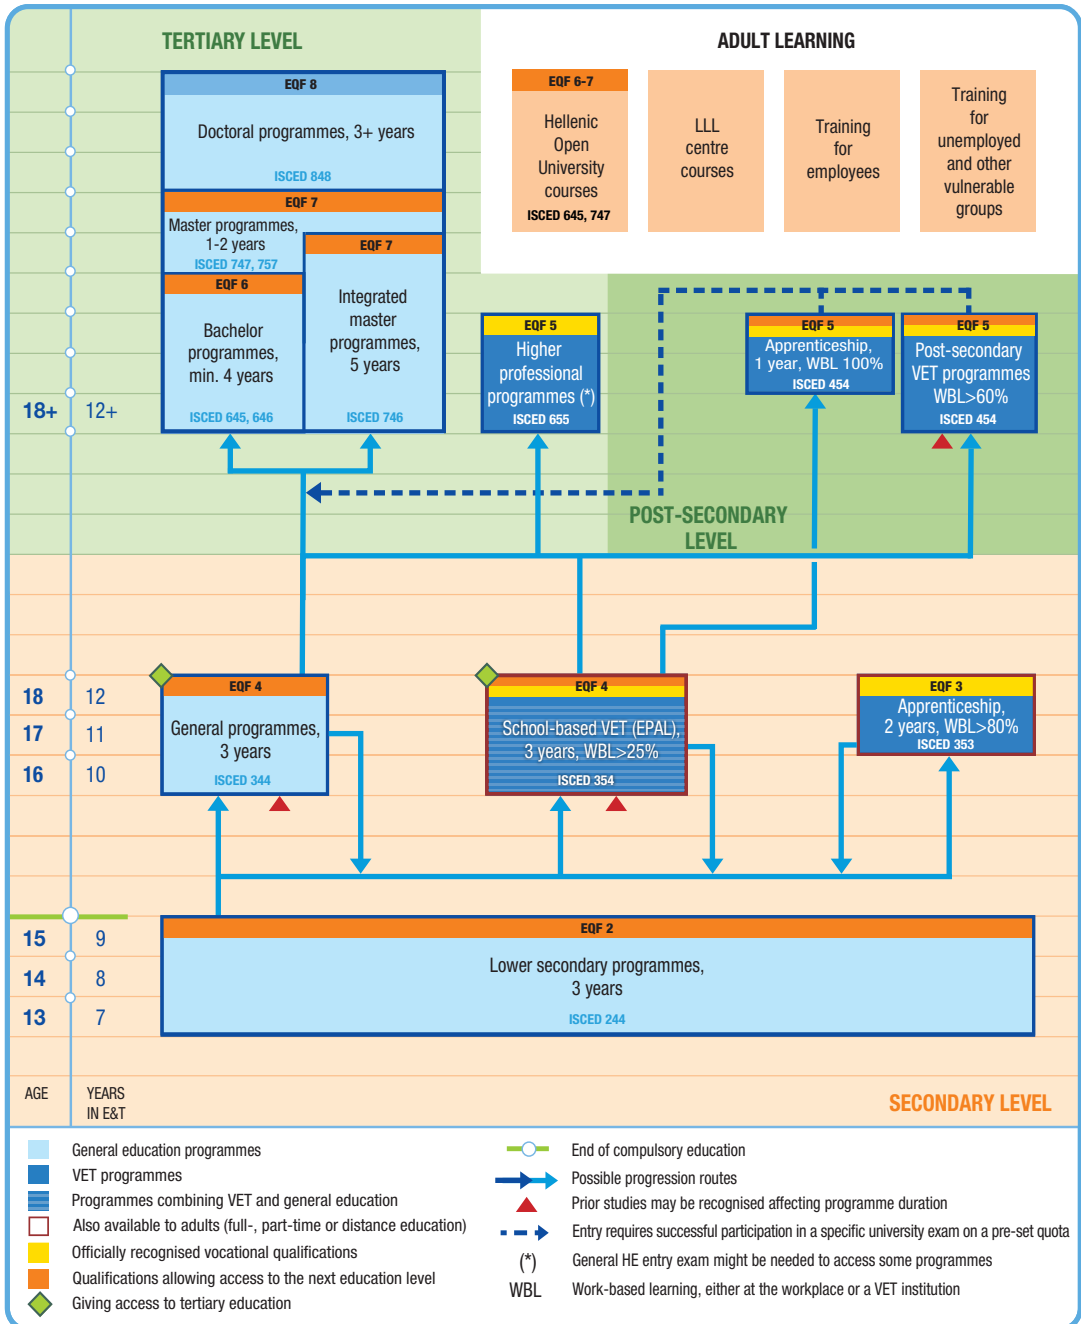 TERTIARY LEVEL
ADULT LEARNING
EQF 8
Doctoral programmes, 3+ years
ISCED 848
EQF 7
Master programmes,
1-2 years
ISCED 747, 757
EQF 6
Bachelor
programmes,
min. 4 years
ISCED 645, 646
EQF 7
Integrated
master
programmes,
5 years
ISCED 746
EQF 6-7
Hellenic
Open
University
courses
ISCED 645, 747
LLL
centre
courses
Training
for
employees
Training
for
unemployed
and other
vulnerable
groups
EQF 5
Higher
professional
programmes (*)
ISCED 655
EQF 5
Apprenticeship,
1 year, WBL 100%
ISCED 454
EQF 5
Post-secondary
VET programmes
WBL>60%
ISCED 454
18+ 12+
POST-SECONDARY
LEVEL
EQF 4
General programmes,
3 years
ISCED 344
EQF 4
School-based VET (EPAL),
3 years, WBL>25%
ISCED 354
EQF 3
Apprenticeship,
2 years, WBL>80%
ISCED 353
18 12
17 11
16 10
EQF 2
Lower secondary programmes,
3 years
ISCED 244
15 9
14 8
13 7
AGE
YEARS
IN E&T
SECONDARY LEVEL
General education programmes
VET programmes
Programmes combining VET and general education
Also available to adults (full-, part-time or distance education)
Officially recognised vocational qualifications
Qualifications allowing access to the next education level
Giving access to tertiary education
End of compulsory education
Possible progression routes
Prior studies may be recognised affecting programme duration
Entry requires successful participation in a specific university exam on a pre-set quota
(*) General HE entry exam might be needed to access some programmes
WBL Work-based learning, either at the workplace or a VET institution